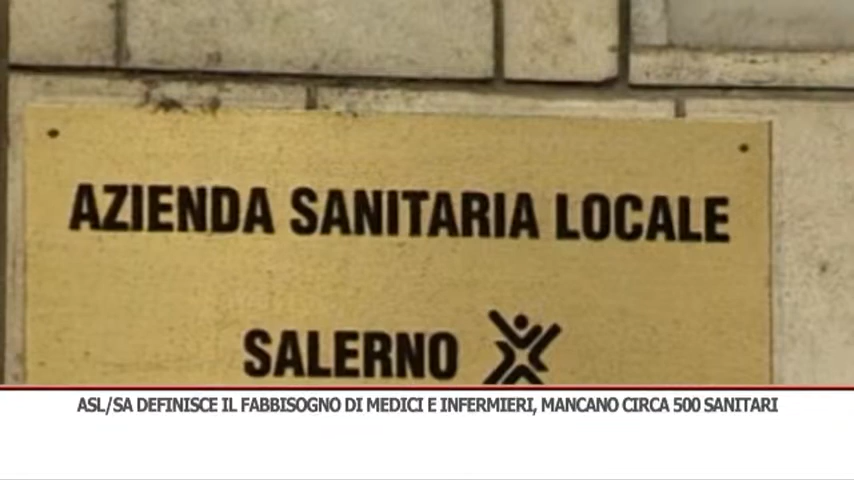 AZIENDA SANITARIA LOCALE
SALERNO
ASL/SA DEFINISCE IL FABBISOGNO DI MEDICI E INFERMIERI, MANCANO CIRCA 500 SANITARI